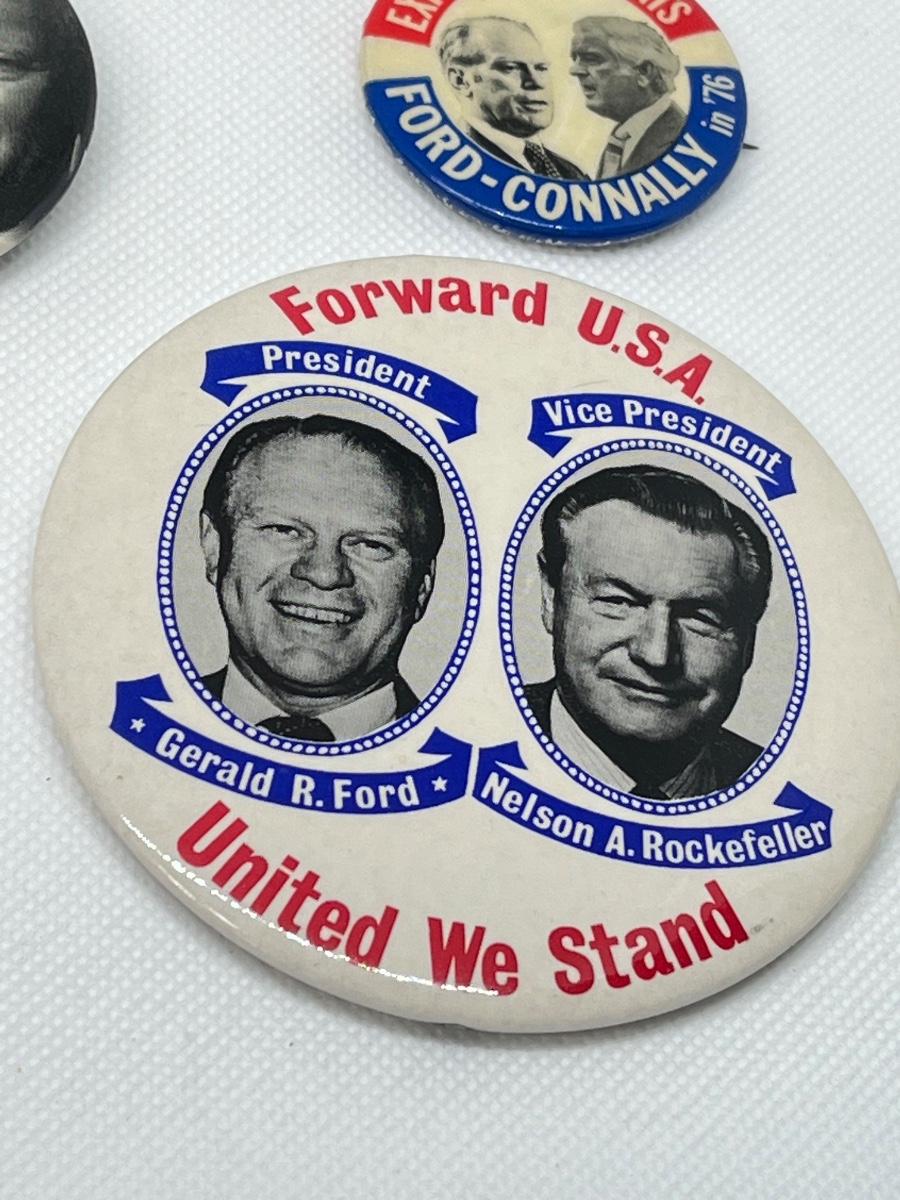 FORD-CONNALLY in '76
Forward U.S.A.
President
Vice President
Gerald R. Ford
Nelson A. Rockefeller
United We Stand